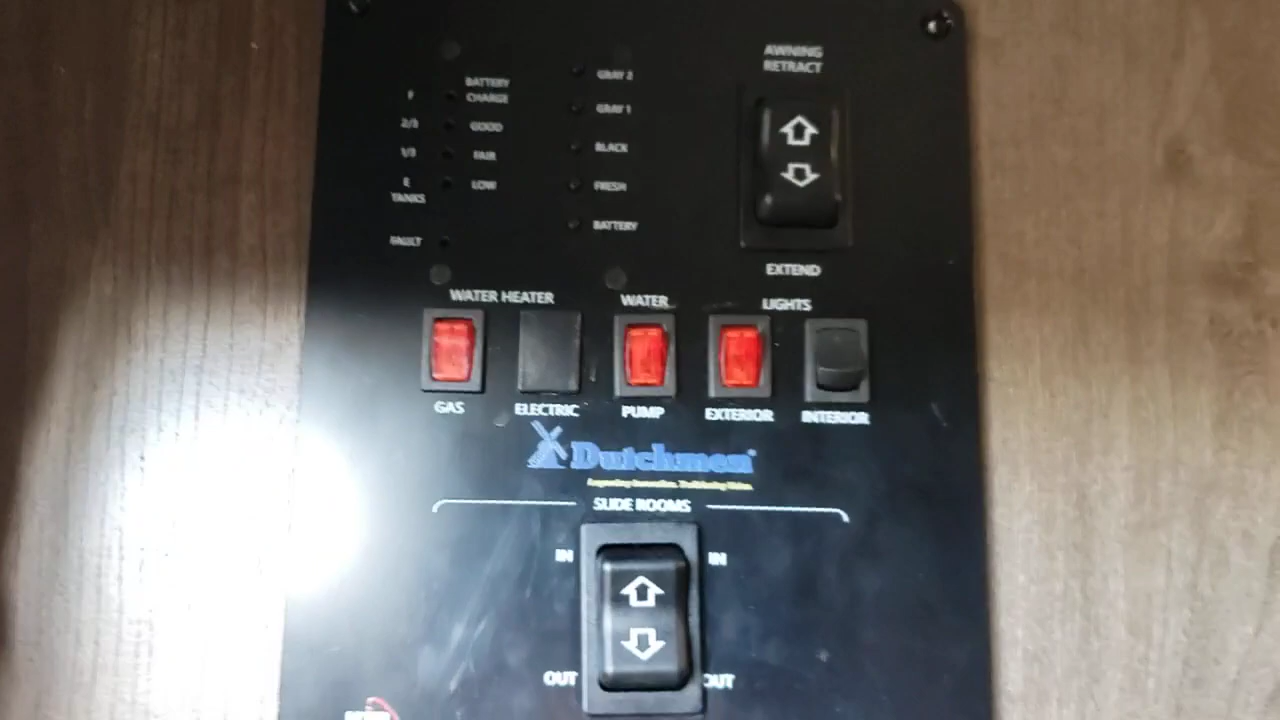 AWNING
RETRACT
BATTERY
F CHARGE
2/3 GOOD
1/3 FAIR
E LOW
TANKS
FAULT
GRAY 2
GRAY 1
BLACK
FRESH
BATTERY
EXTEND
WATER HEATER WATER LIGHTS
GAS ELECTRIC PUMP EXTERIOR INTERIOR
Dutchmen
SLIDE ROOMS
IN IN
OUT OUT